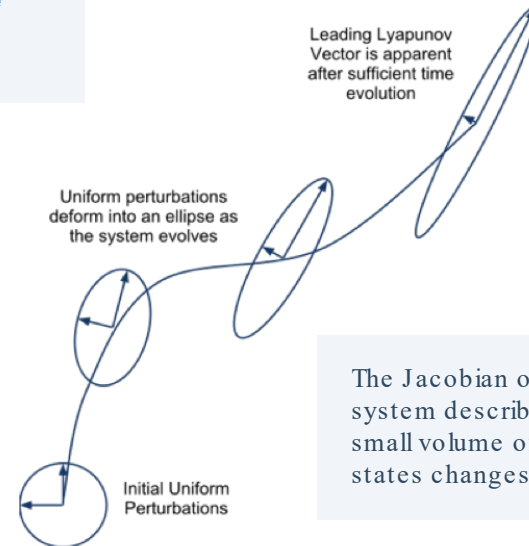 Leading Lyapunov
Vector is apparent
after sufficient time
evolution
Uniform perturbations
deform into an ellipse as
the system evolves
The Jacobian o
system describ
small volume o
states changes
Initial Uniform
Perturbations